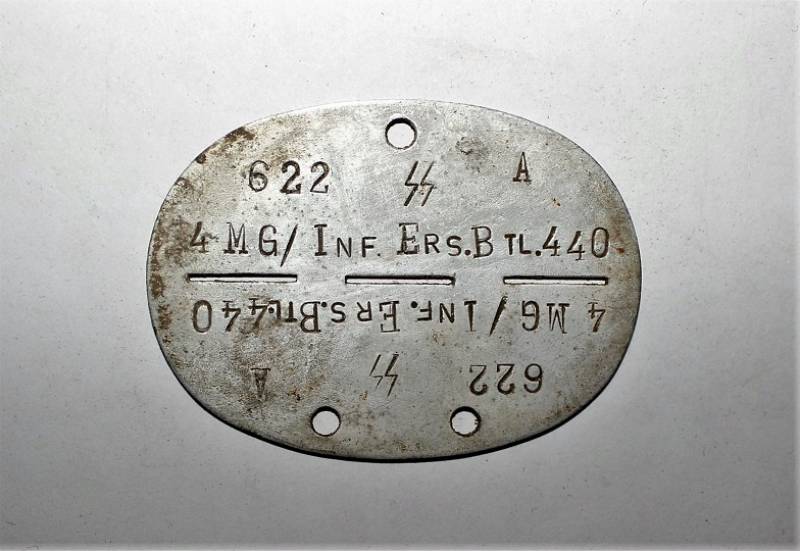 622 ᛋᛋ A
4 MG/ INF. ERS.BTL.440
4 MG/INF.ERS.BTL.440
622 ᛋᛋ A